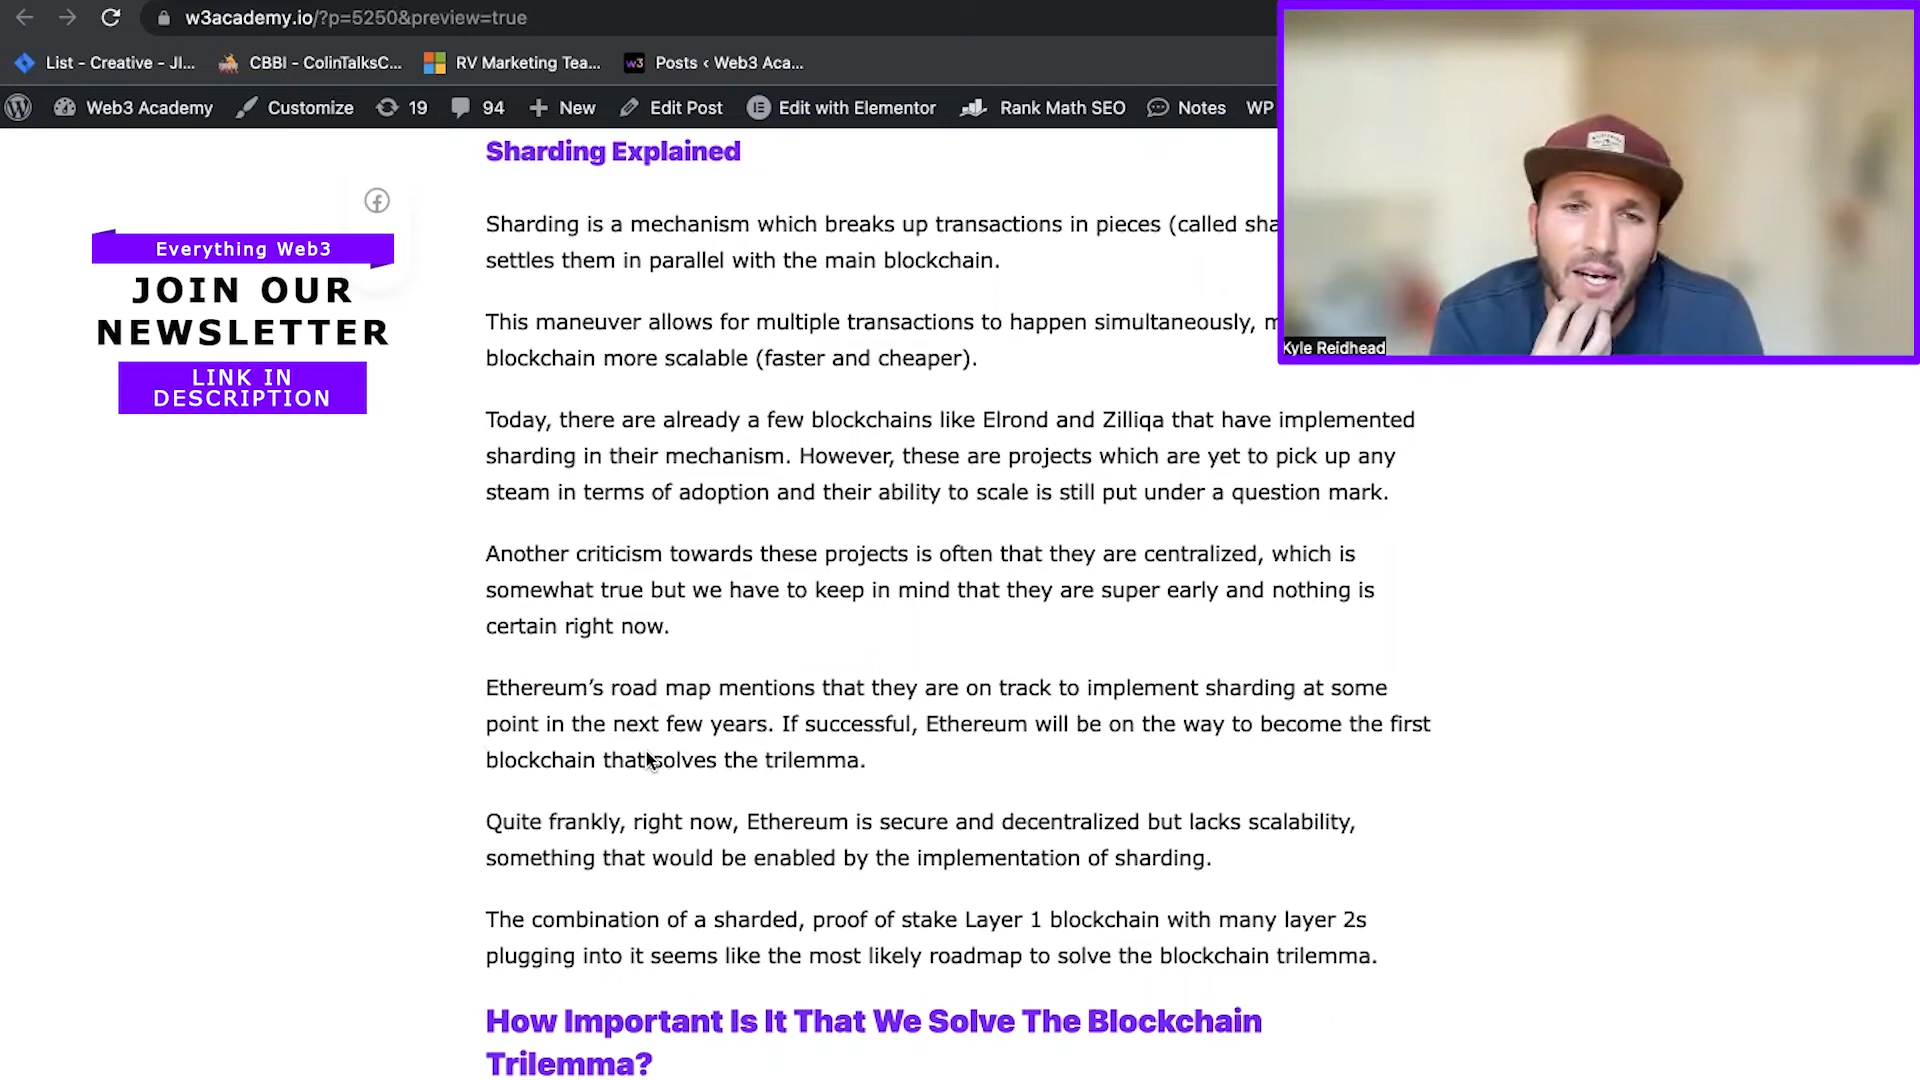 w3academy.io/?p=5250&preview=true
List - Creative - JI...
CBBI - ColinTalksC...
RV Marketing Tea...
w3
Posts ‹ Web3 Aca...
Web3 Academy
Customize
19
94
New
Edit Post
Edit with Elementor
Rank Math SEO
Notes
WP
Kyle Reidhead
Everything Web3
JOIN OUR
NEWSLETTER
LINK IN
DESCRIPTION
Sharding Explained
Sharding is a mechanism which breaks up transactions in pieces (called sha
settles them in parallel with the main blockchain.
This maneuver allows for multiple transactions to happen simultaneously, m
blockchain more scalable (faster and cheaper).
Today, there are already a few blockchains like Elrond and Zilliqa that have implemented
sharding in their mechanism. However, these are projects which are yet to pick up any
steam in terms of adoption and their ability to scale is still put under a question mark.
Another criticism towards these projects is often that they are centralized, which is
somewhat true but we have to keep in mind that they are super early and nothing is
certain right now.
Ethereum’s road map mentions that they are on track to implement sharding at some
point in the next few years. If successful, Ethereum will be on the way to become the first
blockchain that solves the trilemma.
Quite frankly, right now, Ethereum is secure and decentralized but lacks scalability,
something that would be enabled by the implementation of sharding.
The combination of a sharded, proof of stake Layer 1 blockchain with many layer 2s
plugging into it seems like the most likely roadmap to solve the blockchain trilemma.
How Important Is It That We Solve The Blockchain
Trilemma?